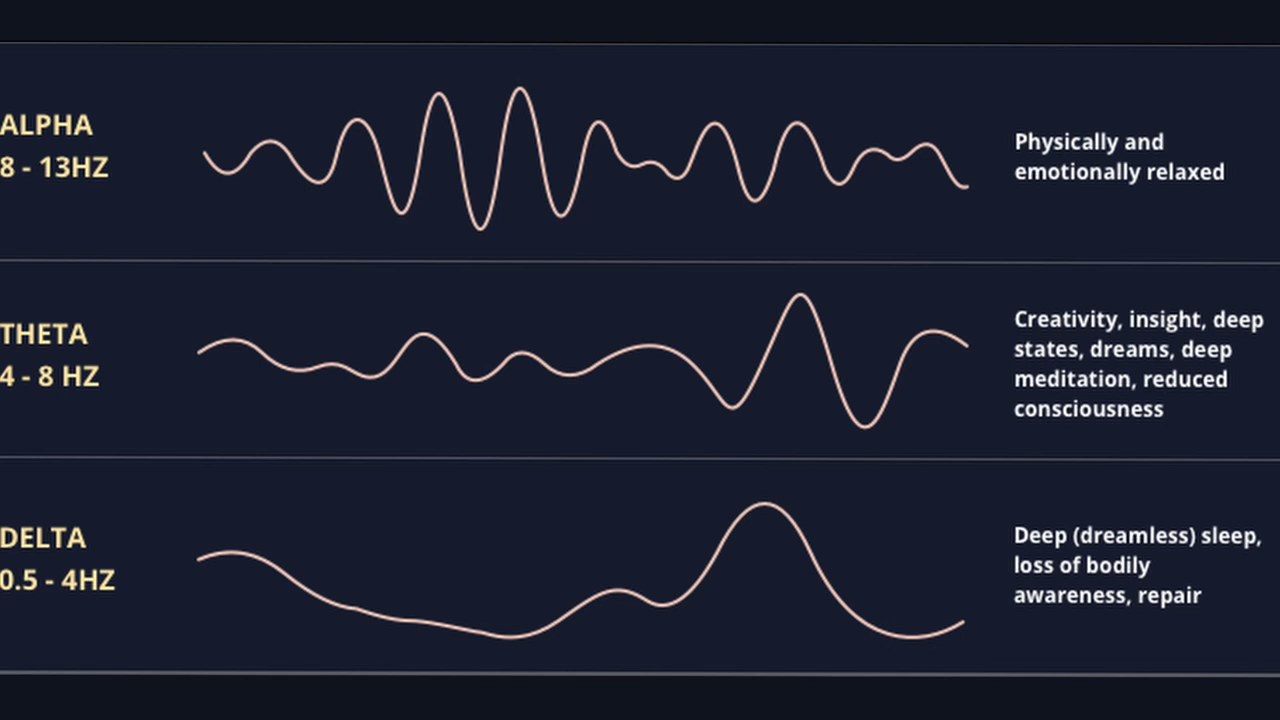 ALPHA
8 - 13HZ
Physically and
emotionally relaxed
THETA
4 - 8 HZ
Creativity, insight, deep
states, dreams, deep
meditation, reduced
consciousness
DELTA
0.5 - 4HZ
Deep (dreamless) sleep,
loss of bodily
awareness, repair